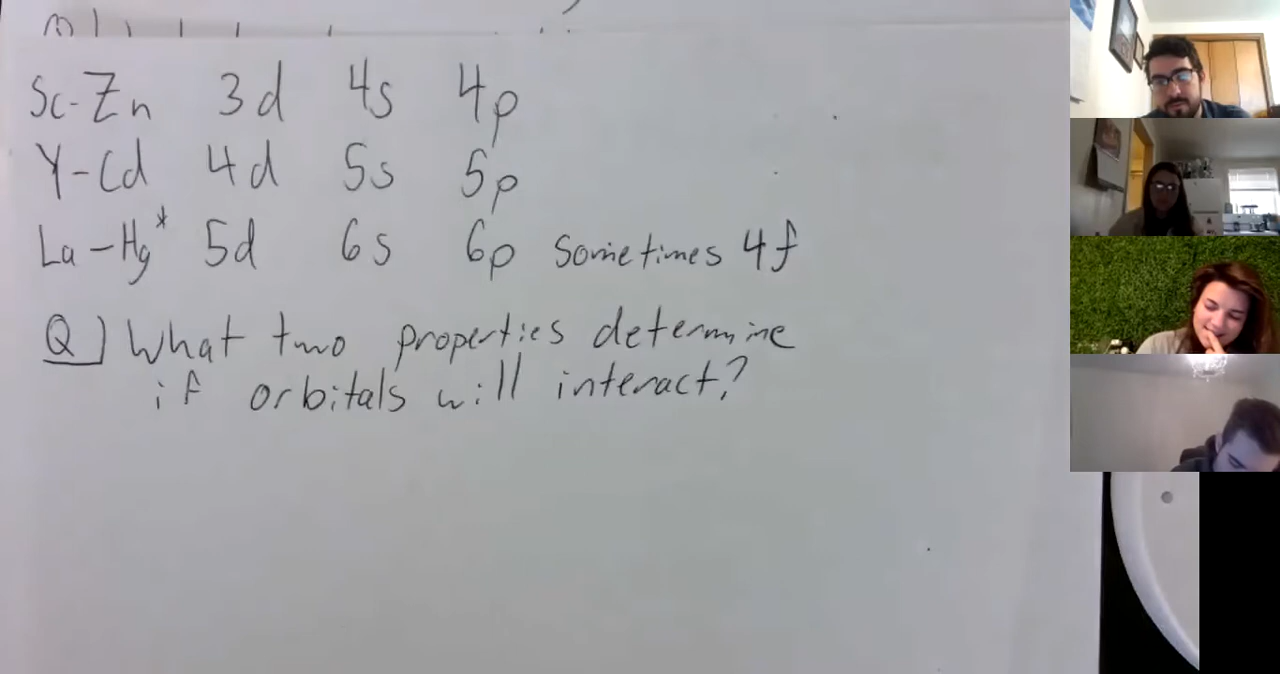 Sc-Zn 3d 4s 4p
Y-Cd 4d 5s 5p
La-Hg* 5d 6s 6p sometimes 4f
Q] What two properties determine
if orbitals will interact?